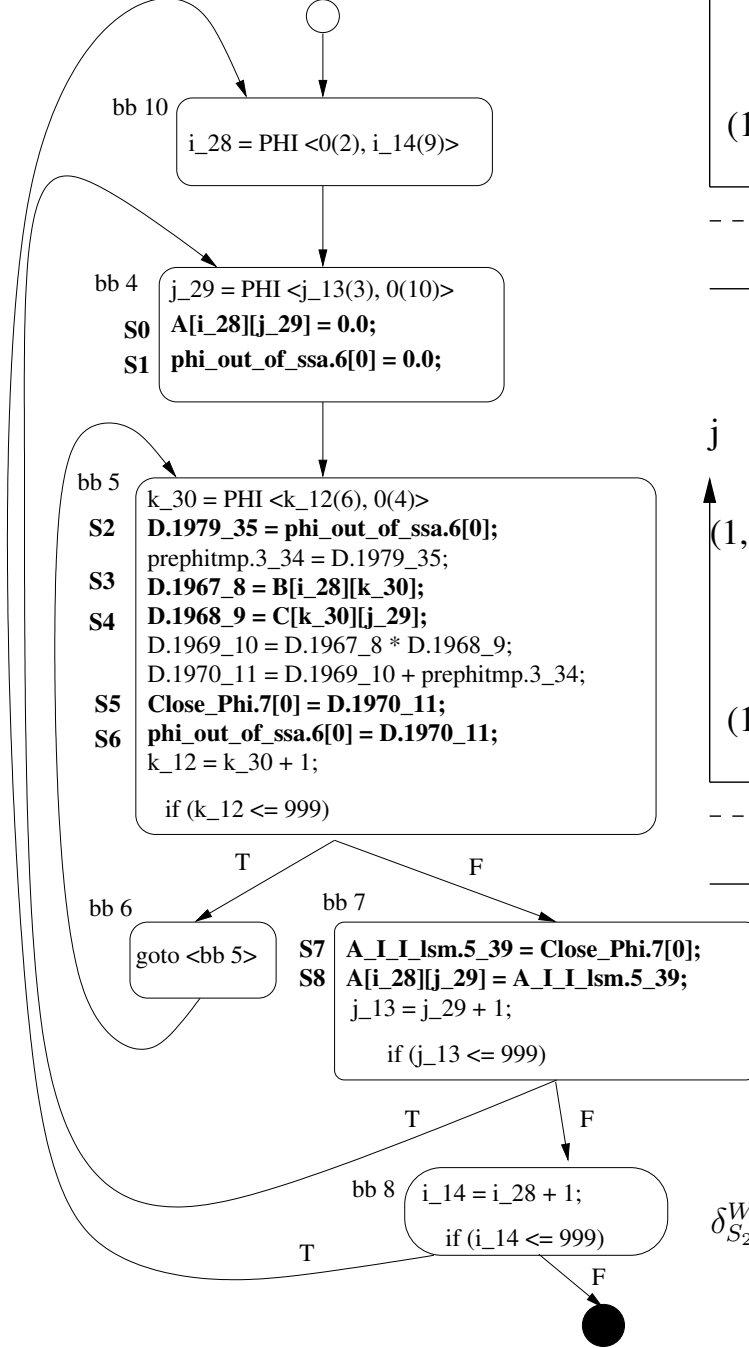 bb 10
i_28 = PHI <0(2), i_14(9)>
(1
bb 4
j_29 = PHI <j_13(3), 0(10)>
S0 A[i_28][j_29] = 0.0;
S1 phi_out_of_ssa.6[0] = 0.0;
j
bb 5
k_30 = PHI <k_12(6), 0(4)>
S2 D.1979_35 = phi_out_of_ssa.6[0];
(1,
prephitmp.3_34 = D.1979_35;
S3 D.1967_8 = B[i_28][k_30];
S4 D.1968_9 = C[k_30][j_29];
D.1969_10 = D.1967_8 * D.1968_9;
D.1970_11 = D.1969_10 + prephitmp.3_34;
S5 Close_Phi.7[0] = D.1970_11;
S6 phi_out_of_ssa.6[0] = D.1970_11;
(1
k_12 = k_30 + 1;
if (k_12 <= 999)
T F
bb 6 bb 7
goto <bb 5>
S7 A_I_I_lsm.5_39 = Close_Phi.7[0];
S8 A[i_28][j_29] = A_I_I_lsm.5_39;
j_13 = j_29 + 1;
if (j_13 <= 999)
T F
bb 8
i_14 = i_28 + 1;
if (i_14 <= 999)
δ^W_{S_2
T
F